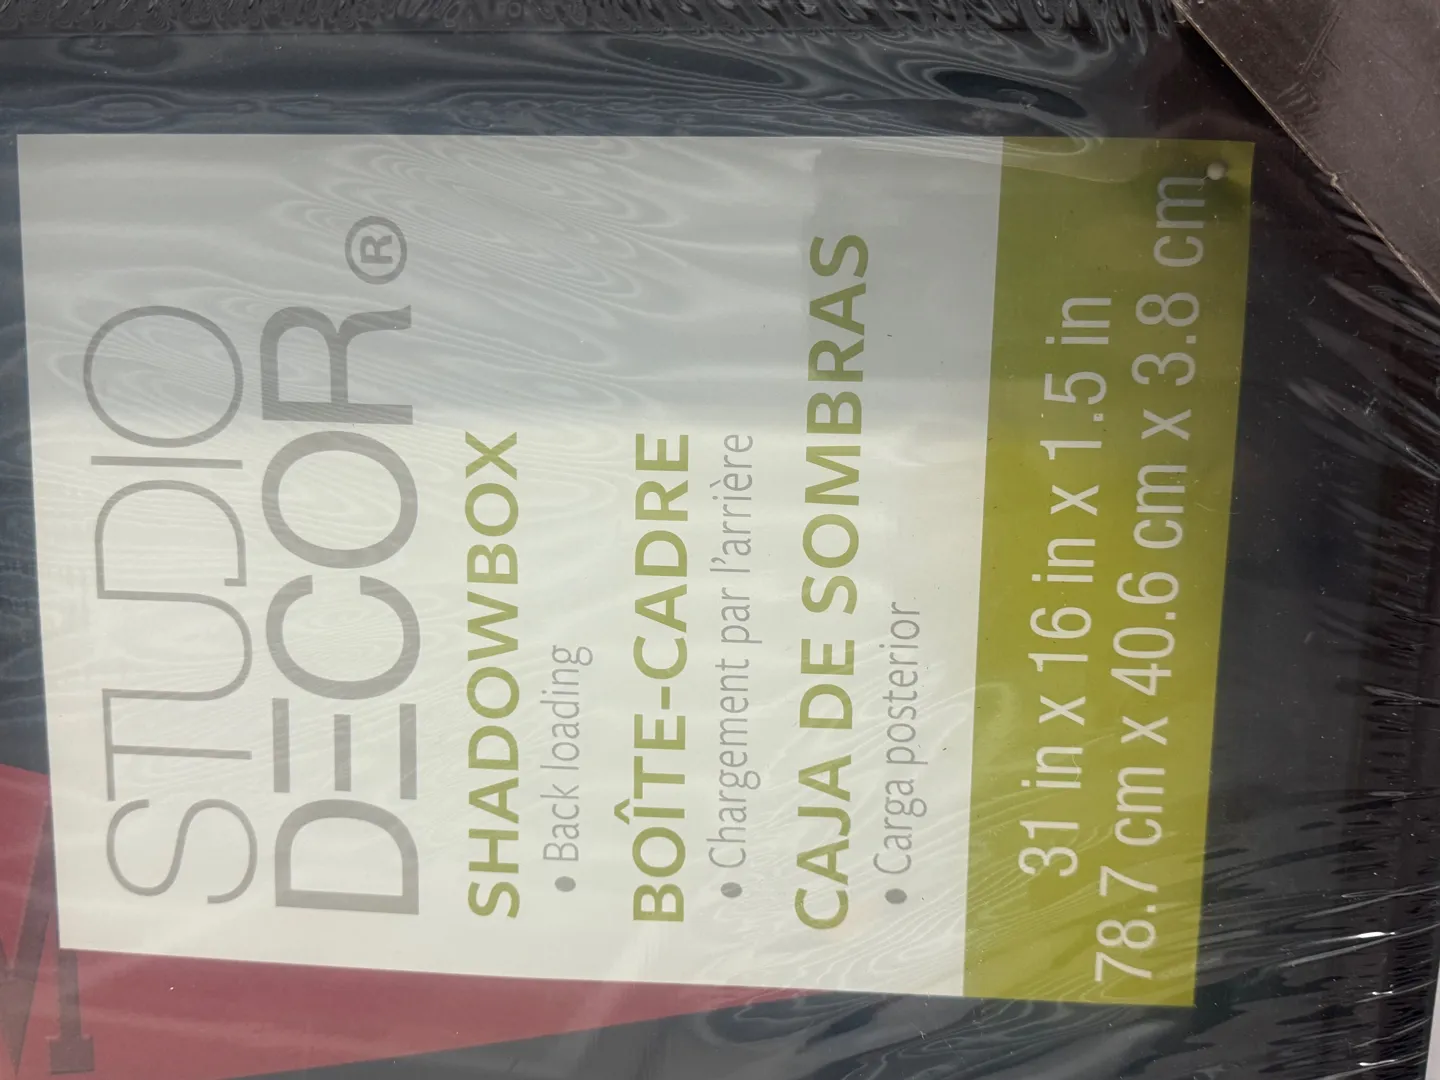 STUDIO
DECOR®
SHADOWBOX
• Back loading
BOÎTE-CADRE
• Chargement par l'arrière
CAJA DE SOMBRAS
• Carga posterior
31 in x 16 in x 1.5 in
78.7 cm x 40.6 cm x 3.8 cm